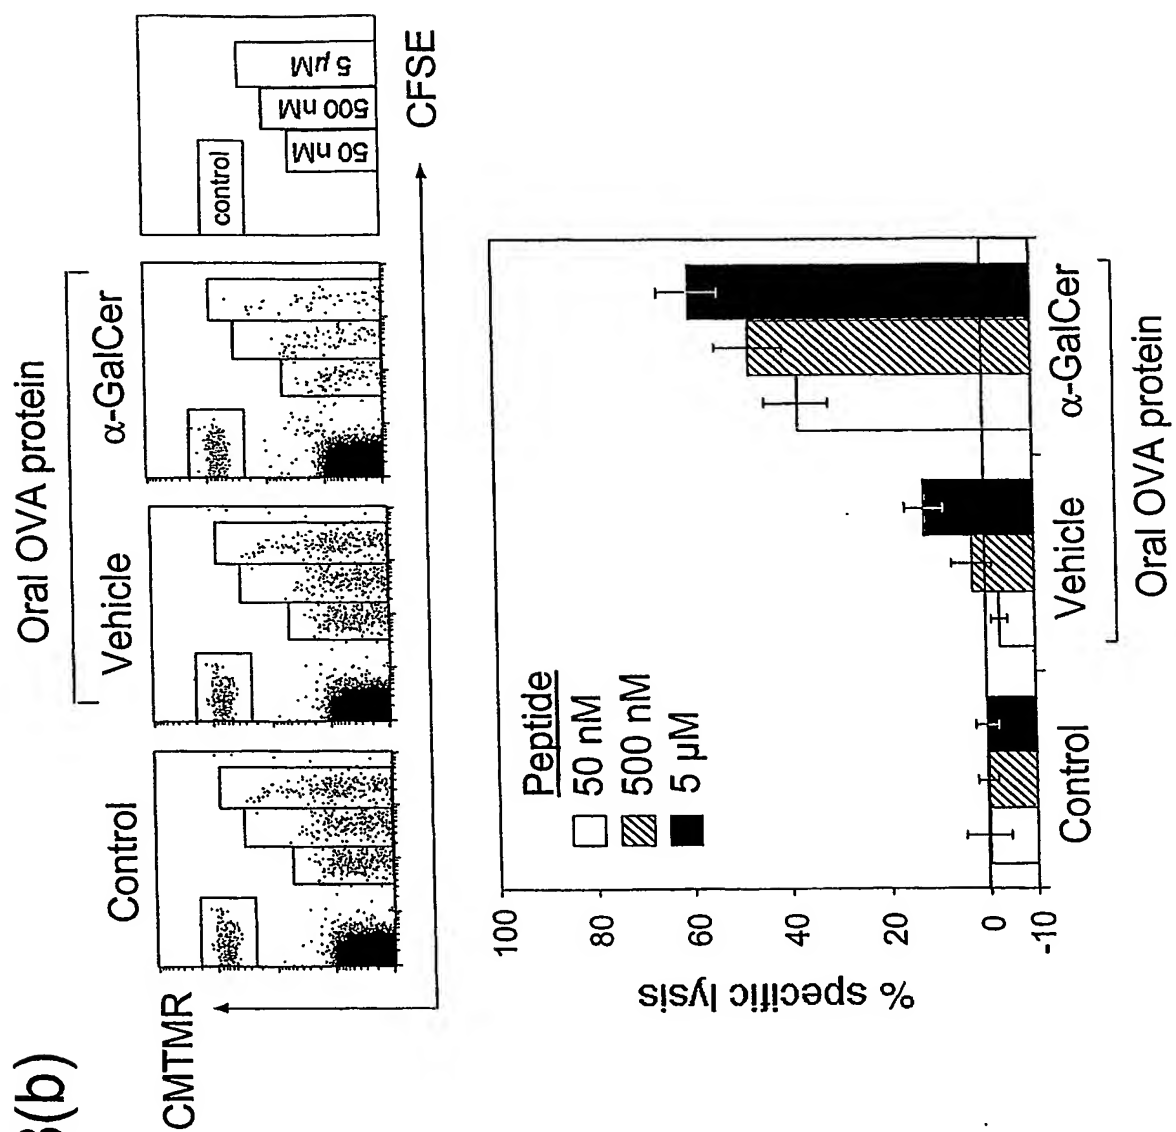 3(b)
Oral OVA protein
Control
Vehicle
α-GalCer
CMTMR
control
50 nM
500 nM
5 µM
CFSE
Peptide
50 nM
500 nM
5 µM
% specific lysis
100
80
60
40
20
0
-10
Control
Vehicle
α-GalCer
Oral OVA protein